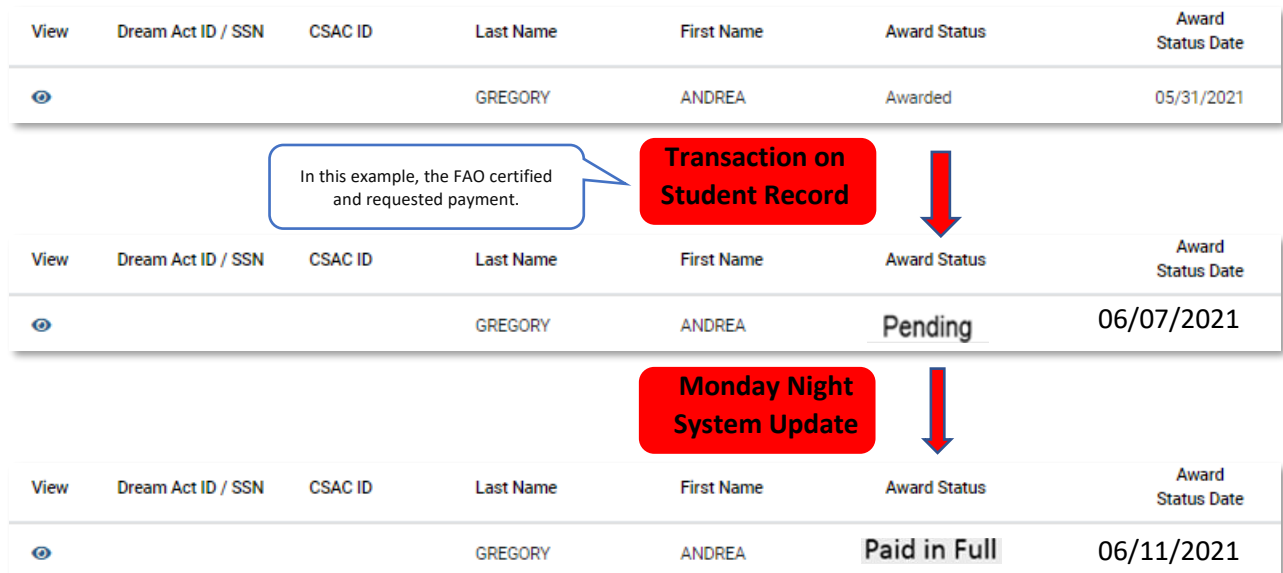 View Dream Act ID / SSN CSAC ID Last Name First Name Award Status Award Status Date
GREGORY ANDREA Awarded 05/31/2021
In this example, the FAO certified
and requested payment.
Transaction on
Student Record
View Dream Act ID / SSN CSAC ID Last Name First Name Award Status Award Status Date
GREGORY ANDREA Pending 06/07/2021
Monday Night
System Update
View Dream Act ID / SSN CSAC ID Last Name First Name Award Status Award Status Date
GREGORY ANDREA Paid in Full 06/11/2021